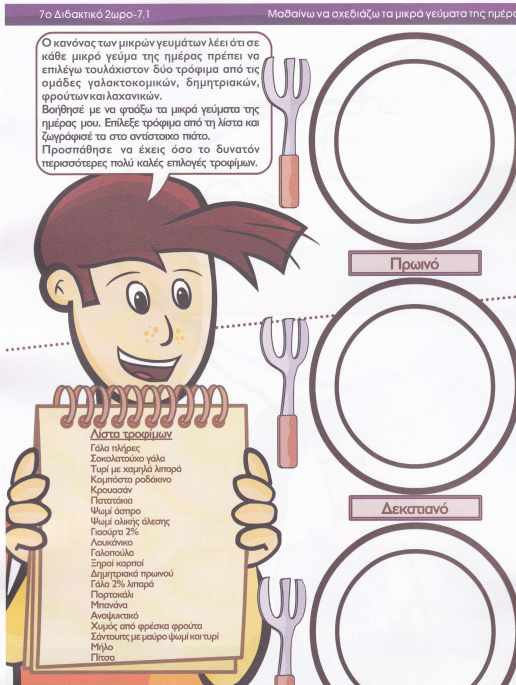 7ο Διδακτικό 2ωρο-7.1
Μαθαίνω να σχεδιάζω τα μικρά γεύματα της ημέρας
Ο κανόνας των μικρών γευμάτων λέει ότι σε
κάθε μικρό γεύμα της ημέρας πρέπει να
επιλέγω τουλάχιστον δύο τρόφιμα από τις
ομάδες γαλακτοκομικών, δημητριακών,
φρούτων και λαχανικών.
Βοήθησέ με να φτιάξω τα μικρά γεύματα της
ημέρας μου. Επίλεξε τρόφιμα από τη λίστα και
ζωγράφισέ τα στο αντίστοιχο πιάτο.
Προσπάθησε να έχεις όσο το δυνατόν
περισσότερες πολύ καλές επιλογές τροφίμων.
Πρωινό
Δεκατιανό
Λίστα τροφίμων
Γάλα πλήρες
Σοκολατούχο γάλα
Τυρί με χαμηλά λιπαρά
Κομπόστα ροδάκινο
Κρουασάν
Πατατάκια
Ψωμί άσπρο
Ψωμί ολικής άλεσης
Γιαούρτι 2%
Λουκάνικο
Γαλοπούλα
Ξηροί καρποί
Δημητριακά πρωινού
Γάλα 2% λιπαρά
Πορτοκάλι
Μπανάνα
Αναψυκτικό
Χυμός από φρέσκα φρούτα
Σάντουιτς με μαύρο ψωμί και τυρί
Μήλο
Πίτσα